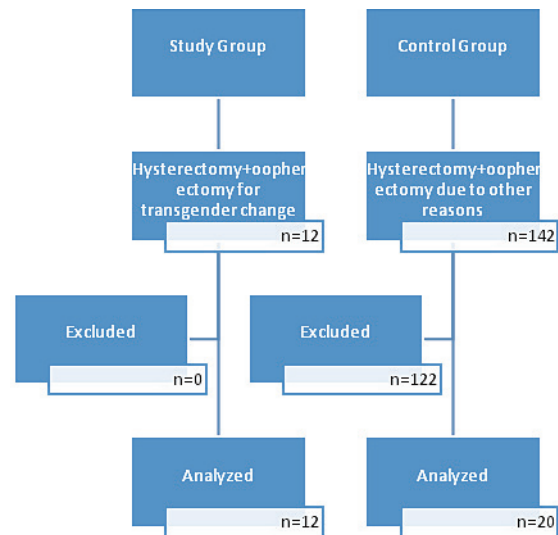 Study Group
Control Group
Hysterectomy+oopher
ectomy for
transgender change
n=12
Hysterectomy+oopher
ectomy due to other
reasons
n=142
Excluded
n=0
Excluded
n=122
Analyzed
n=12
Analyzed
n=20